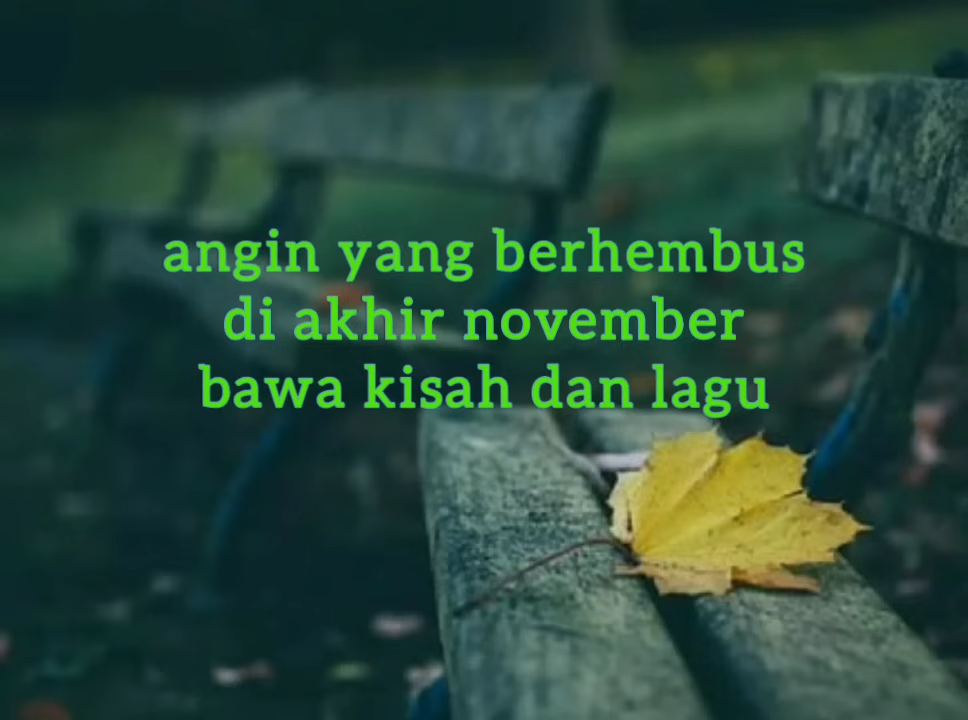 angin yang berhembus
di akhir november
bawa kisah dan lagu